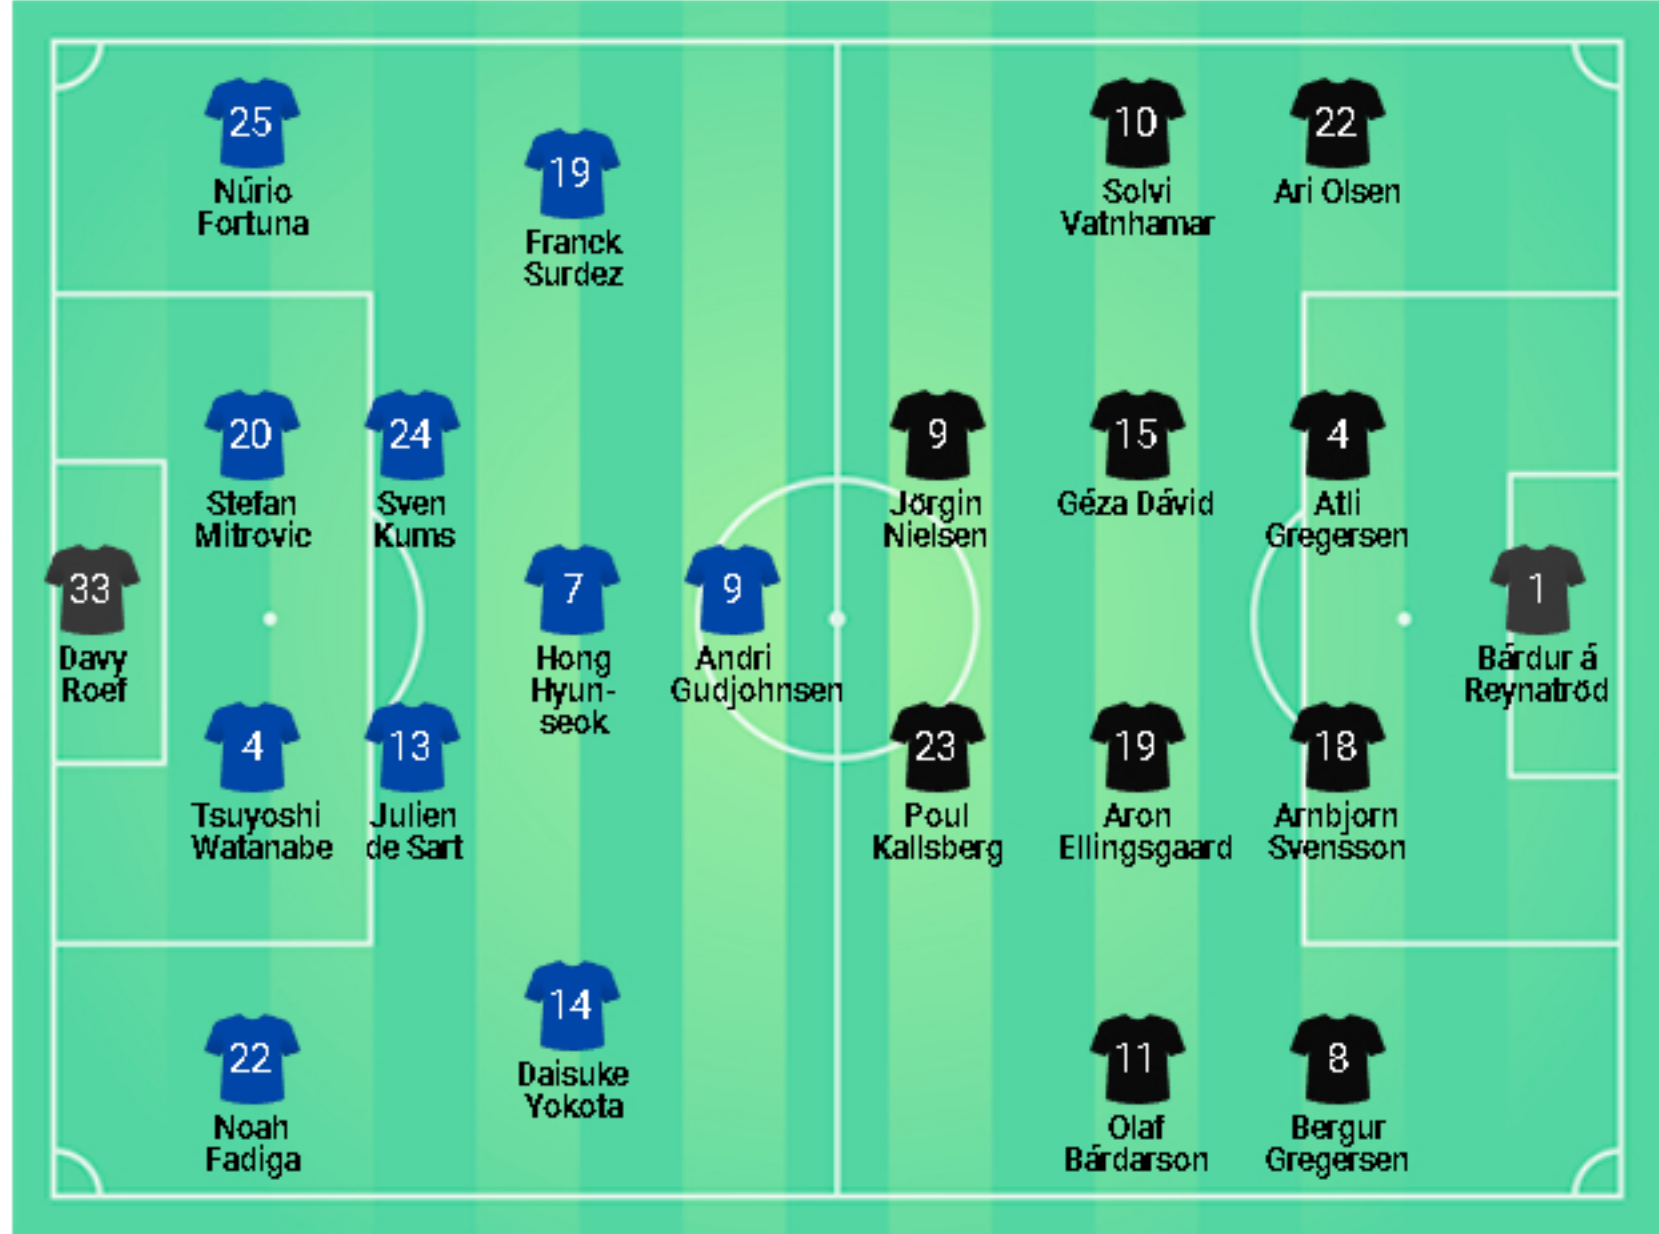 25
Núrio
Fortuna
19
Franck
Surdez
10
Solvi
Vatnhamar
22
Ari Olsen
20
Stefan
Mitrovic
24
Sven
Kums
9
Jörgin
Nielsen
15
Géza Dávid
4
Atli
Gregersen
33
Davy
Roef
7
Hong
Hyun-
seok
9
Andri
Gudjohnsen
1
Bárdur á
Reynatröd
4
Tsuyoshi
Watanabe
13
Julien
de Sart
23
Poul
Kallsberg
19
Aron
Ellingsgaard
18
Arnbjorn
Svensson
22
Noah
Fadiga
14
Daisuke
Yokota
11
Olaf
Bárdarson
8
Bergur
Gregersen